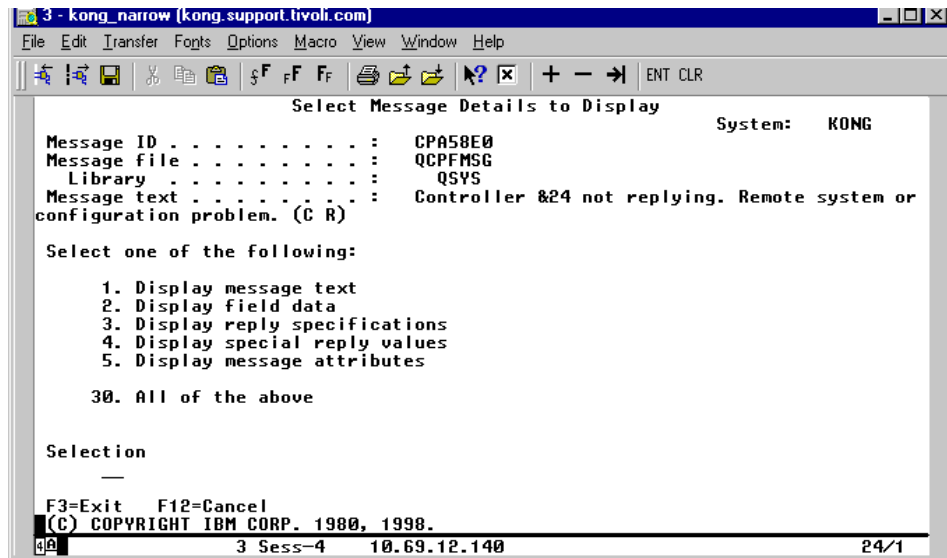 3 - kong_narrow (kong.support.tivoli.com)
File Edit Transfer Fonts Options Macro View Window Help
ENT CLR
Select Message Details to Display
System: KONG
Message ID . . . . . . . . . : CPA58E0
Message file . . . . . . . . : QCPFMSG
Library . . . . . . . . . : QSYS
Message text . . . . . . . . : Controller &24 not replying. Remote system or
configuration problem. (C R)
Select one of the following:
1. Display message text
2. Display field data
3. Display reply specifications
4. Display special reply values
5. Display message attributes
30. All of the above
Selection
F3=Exit F12=Cancel
(C) COPYRIGHT IBM CORP. 1980, 1998.
4A 3 Sess-4 10.69.12.140 24/1